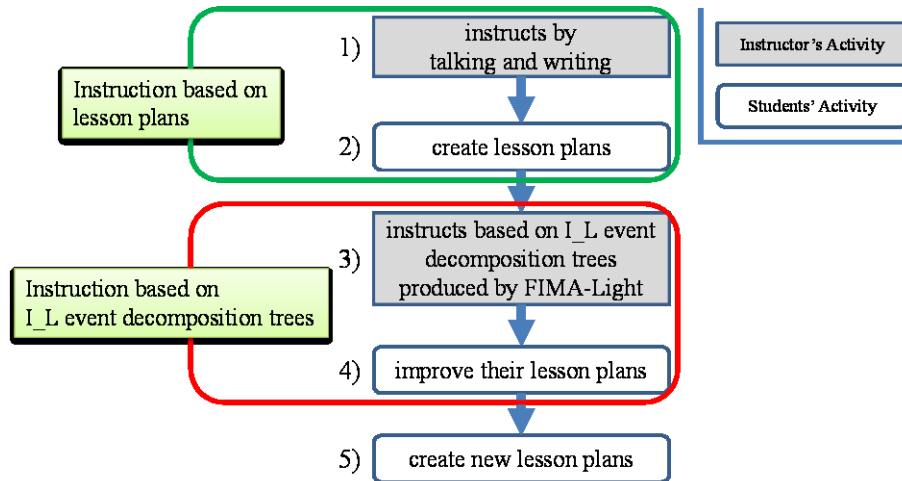 1)
instructs by
talking and writing
Instructor's Activity
Instruction based on
lesson plans
Students' Activity
2)
create lesson plans
3)
instructs based on I_L event
decomposition trees
produced by FIMA-Light
Instruction based on
I_L event decomposition trees
4)
improve their lesson plans
5)
create new lesson plans